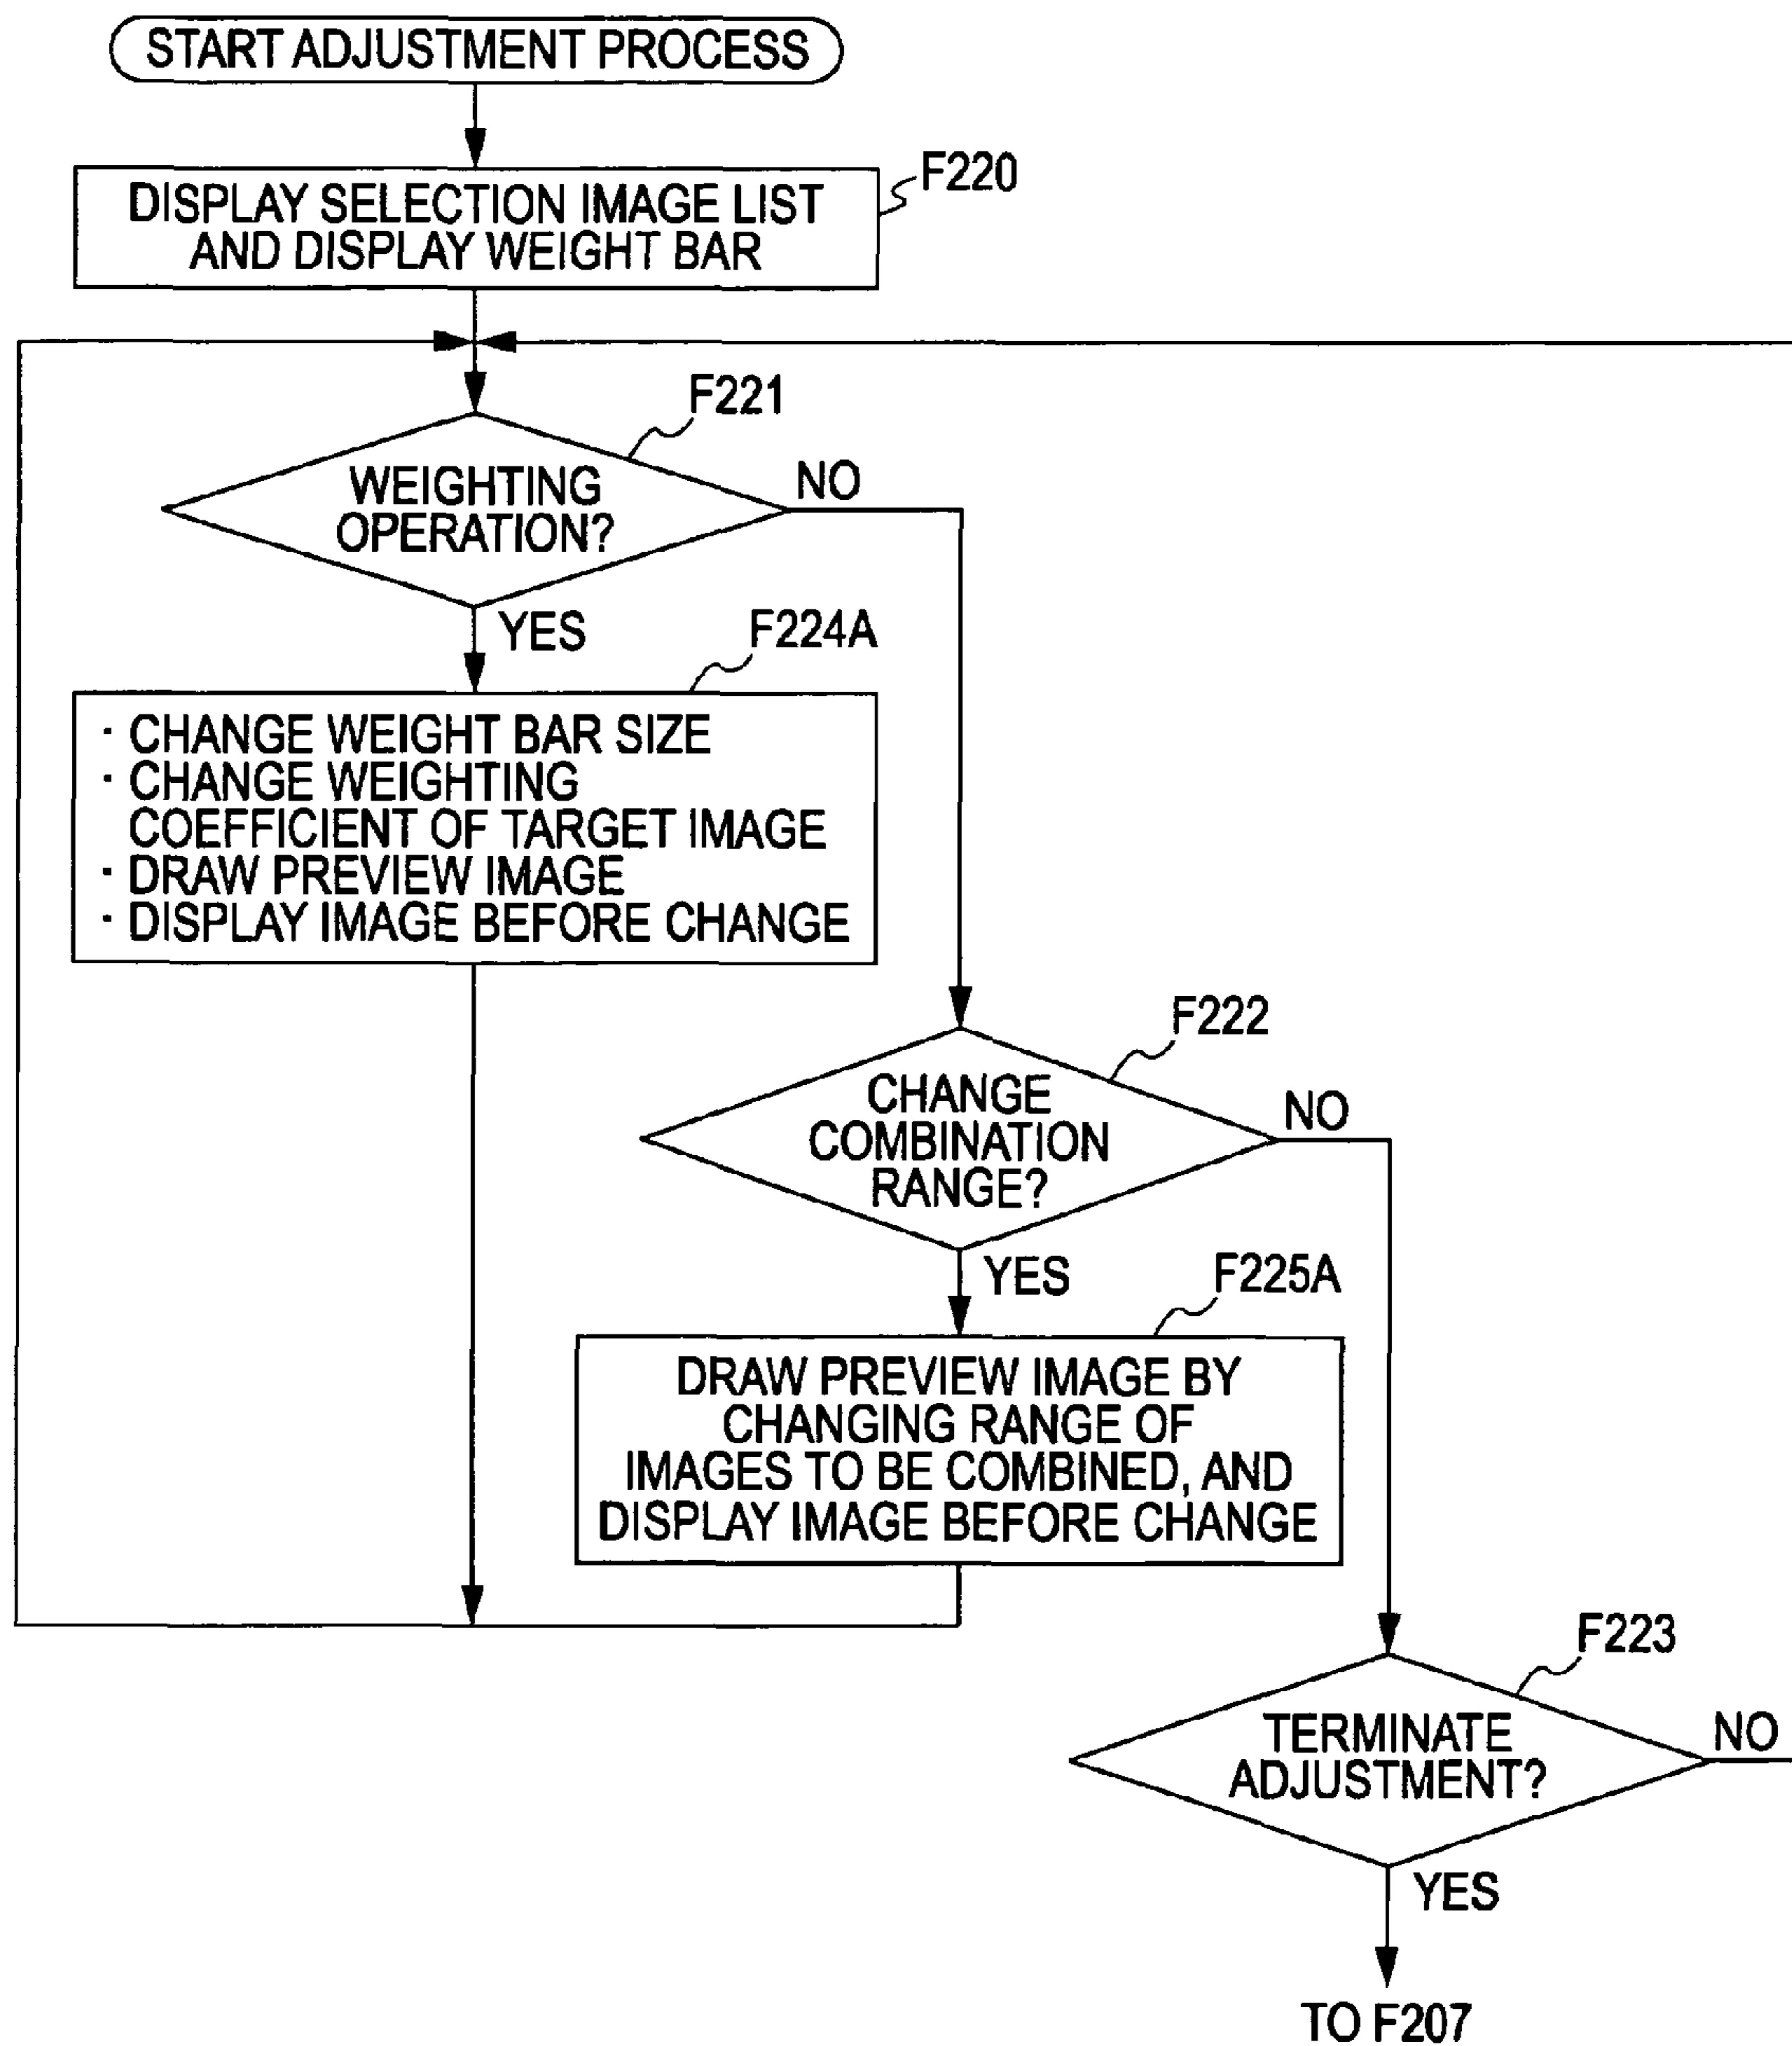 START ADJUSTMENT PROCESS
F220
DISPLAY SELECTION IMAGE LIST
AND DISPLAY WEIGHT BAR
F221
WEIGHTING
OPERATION?
NO
YES
F224A
· CHANGE WEIGHT BAR SIZE
· CHANGE WEIGHTING
COEFFICIENT OF TARGET IMAGE
· DRAW PREVIEW IMAGE
· DISPLAY IMAGE BEFORE CHANGE
F222
CHANGE
COMBINATION
RANGE?
NO
YES
F225A
DRAW PREVIEW IMAGE BY
CHANGING RANGE OF
IMAGES TO BE COMBINED, AND
DISPLAY IMAGE BEFORE CHANGE
F223
TERMINATE
ADJUSTMENT?
NO
YES
TO F207